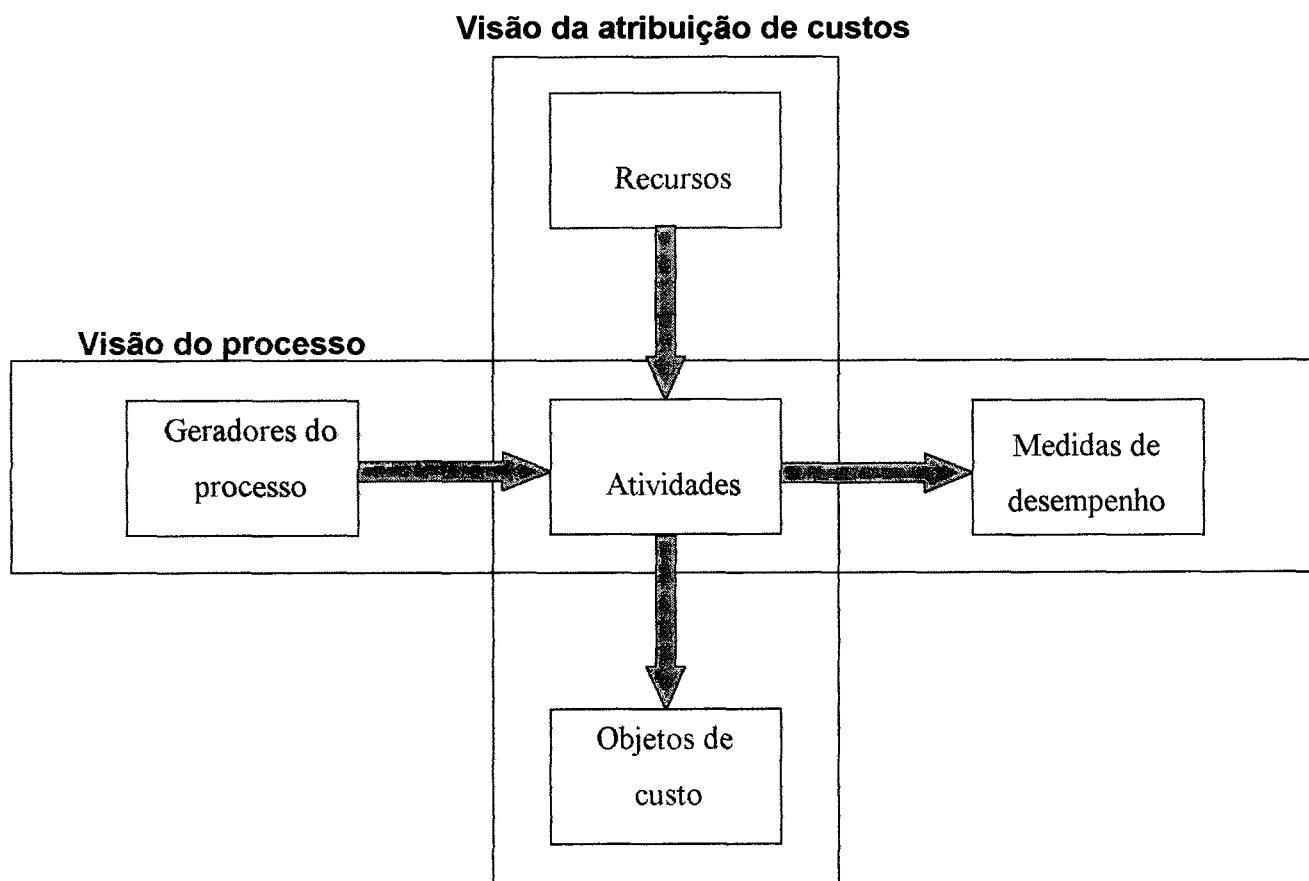 Visão da atribuição de custos
Recursos
Visão do processo
Geradores do
processo
Atividades
Medidas de
desempenho
Objetos de
custo